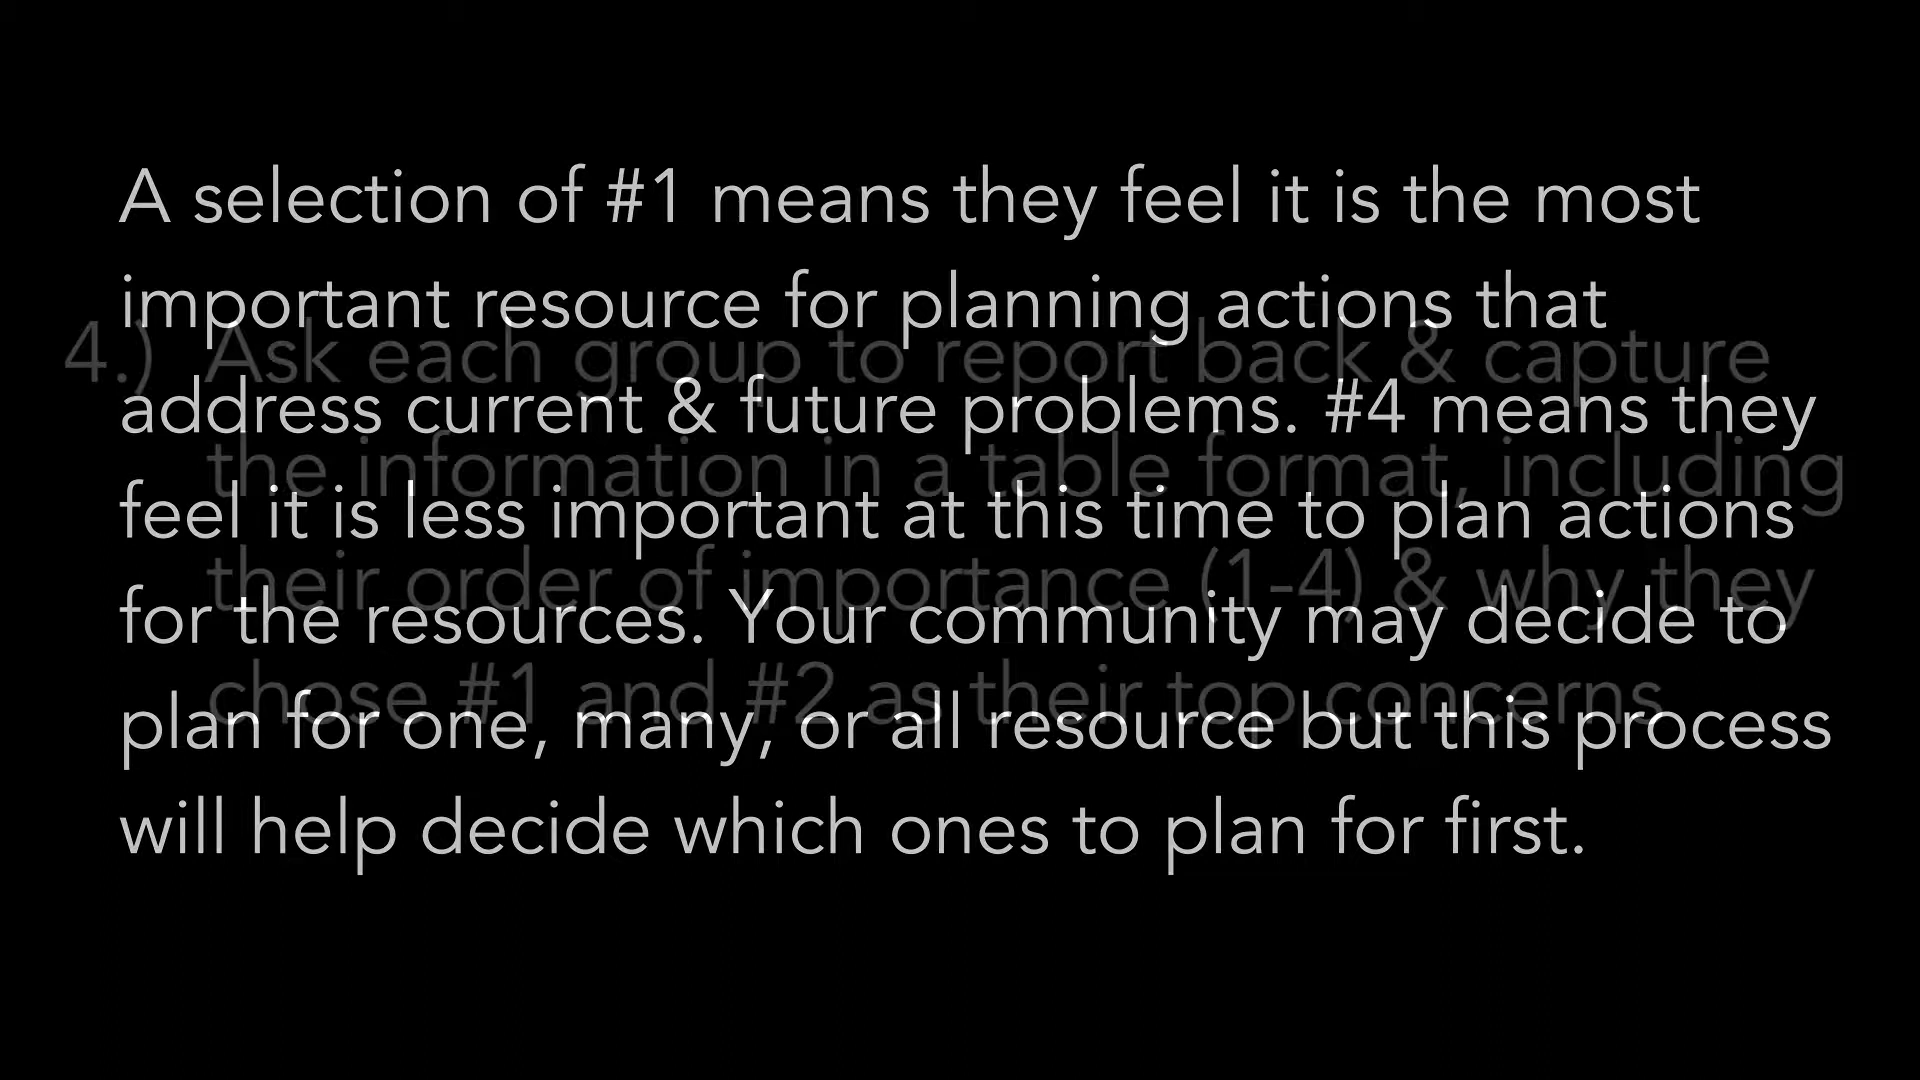 A selection of #1 means they feel it is the most
important resource for planning actions that
address current & future problems. #4 means they
feel it is less important at this time to plan actions
for the resources. Your community may decide to
plan for one, many, or all resource but this process
will help decide which ones to plan for first.
4.) Ask each group to report back & capture
the information in a table format, including
their order of importance (1-4) & why they
chose #1 and #2 as their top concerns